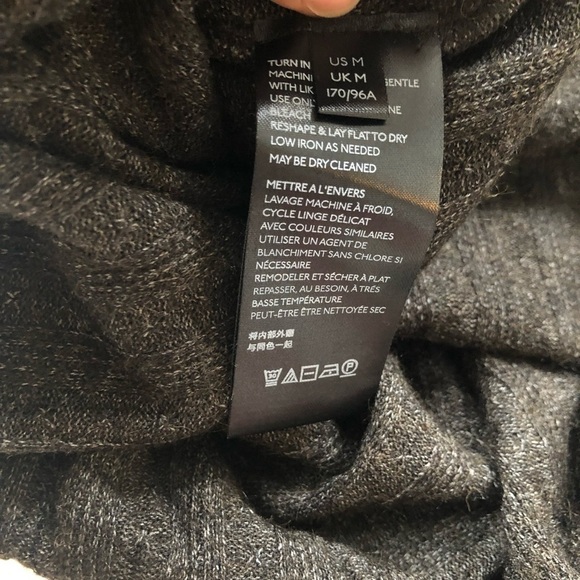 US M
UK M
170/96A
TURN IN
MACHIN GENTLE
WITH LIK
USE ONL NE
BLEACH
RESHAPE & LAY FLAT TO DRY
LOW IRON AS NEEDED
MAY BE DRY CLEANED
METTRE A L'ENVERS
LAVAGE MACHINE À FROID,
CYCLE LINGE DÉLICAT
AVEC COULEURS SIMILAIRES
UTILISER UN AGENT DE
BLANCHIMENT SANS CHLORE SI
NÉCESSAIRE
REMODELER ET SÉCHER À PLAT
REPASSER, AU BESOIN, À TRÉS
BASSE TEMPÉRATURE
PEUT-ÊTRE ÊTRE NETTOYÉE SEC
将内部外翻
与同色一起
30 P